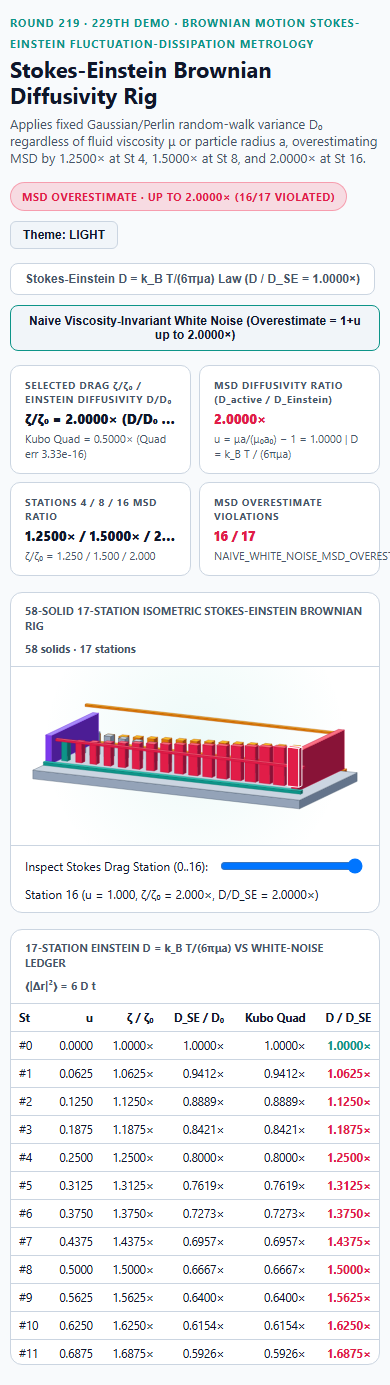 ROUND 219 · 229TH DEMO · BROWNIAN MOTION STOKES-
EINSTEIN FLUCTUATION-DISSIPATION METROLOGY
Stokes-Einstein Brownian
Diffusivity Rig
Applies fixed Gaussian/Perlin random-walk variance D₀
regardless of fluid viscosity μ or particle radius a, overestimating
MSD by 1.2500× at St 4, 1.5000× at St 8, and 2.0000× at St 16.
MSD OVERESTIMATE · UP TO 2.0000× (16/17 VIOLATED)
Theme: LIGHT
Stokes-Einstein D = k_B T/(6πμa) Law (D / D_SE = 1.0000×)
Naive Viscosity-Invariant White Noise (Overestimate = 1+u
up to 2.0000×)
SELECTED DRAG ζ/ζ₀ /
EINSTEIN DIFFUSIVITY D/D₀
ζ/ζ₀ = 2.0000× (D/D₀ ...
Kubo Quad = 0.5000× (Quad
err 3.33e-16)
MSD DIFFUSIVITY RATIO
(D_active / D_Einstein)
2.0000×
u = μa/(μ₀a₀) − 1 = 1.0000 | D
= k_B T / (6πμa)
STATIONS 4 / 8 / 16 MSD
RATIO
1.2500× / 1.5000× / 2...
ζ/ζ₀ = 1.250 / 1.500 / 2.000
MSD OVERESTIMATE
VIOLATIONS
16 / 17
NAIVE_WHITE_NOISE_MSD_OVEREST
58-SOLID 17-STATION ISOMETRIC STOKES-EINSTEIN BROWNIAN
RIG
58 solids · 17 stations
Inspect Stokes Drag Station (0..16):
Station 16 (u = 1.000, ζ/ζ₀ = 2.000×, D/D_SE = 2.0000×)
17-STATION EINSTEIN D = k_B T/(6πμa) VS WHITE-NOISE
LEDGER
⟨|Δr|²⟩ = 6 D t
St u ζ / ζ₀ D_SE / D₀ Kubo Quad D / D_SE
#0 0.0000 1.0000× 1.0000× 1.0000× 1.0000×
#1 0.0625 1.0625× 0.9412× 0.9412× 1.0625×
#2 0.1250 1.1250× 0.8889× 0.8889× 1.1250×
#3 0.1875 1.1875× 0.8421× 0.8421× 1.1875×
#4 0.2500 1.2500× 0.8000× 0.8000× 1.2500×
#5 0.3125 1.3125× 0.7619× 0.7619× 1.3125×
#6 0.3750 1.3750× 0.7273× 0.7273× 1.3750×
#7 0.4375 1.4375× 0.6957× 0.6957× 1.4375×
#8 0.5000 1.5000× 0.6667× 0.6667× 1.5000×
#9 0.5625 1.5625× 0.6400× 0.6400× 1.5625×
#10 0.6250 1.6250× 0.6154× 0.6154× 1.6250×
#11 0.6875 1.6875× 0.5926× 0.5926× 1.6875×